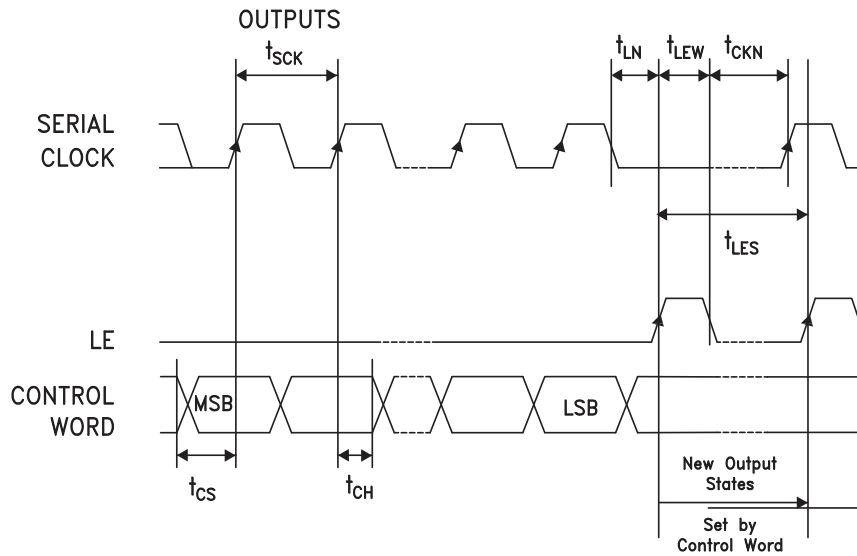 OUTPUTS
tSCK
tLN tLEW tCKN
SERIAL
CLOCK
tLES
LE
CONTROL
WORD
MSB
LSB
tCS
tCH
New Output
States
Set by
Control Word